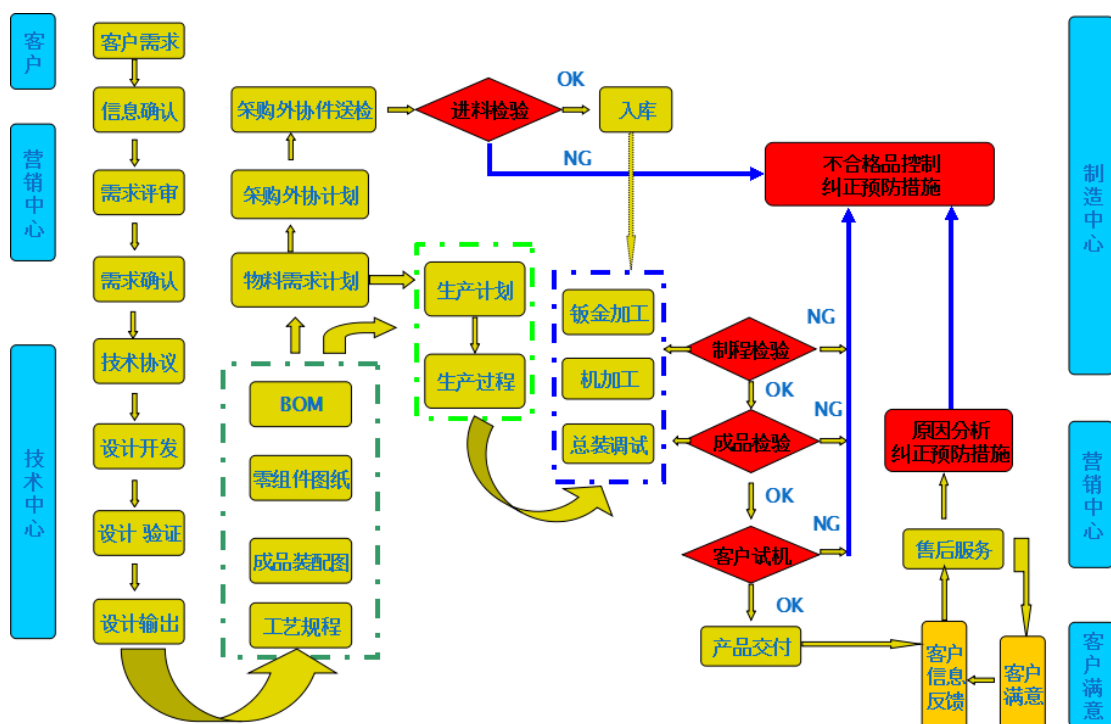 客户
营销中心
技术中心
客户需求
信息确认
需求评审
需求确认
技术协议
设计开发
设计 验证
设计输出
采购外协件送检
采购外协计划
物料需求计划
BOM
零组件图纸
成品装配图
工艺规程
生产计划
生产过程
进料检验
OK
NG
入库
钣金加工
机加工
总装调试
制程检验
NG
OK
成品检验
NG
OK
客户试机
NG
OK
产品交付
不合格品控制
纠正预防措施
原因分析
纠正预防措施
售后服务
客户
信息
反馈
客户
满意
制造中心
营销中心
客户满意